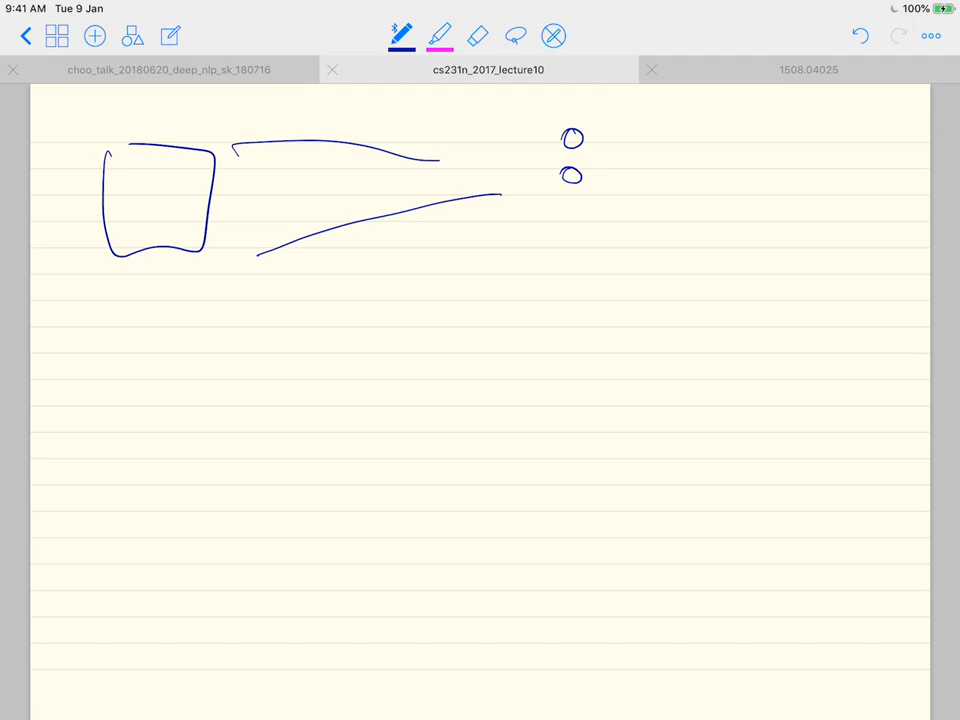 9:41 AM Tue 9 Jan 100%
choo_talk_20180620_deep_nlp_sk_180716 cs231n_2017_lecture10 1508.04025